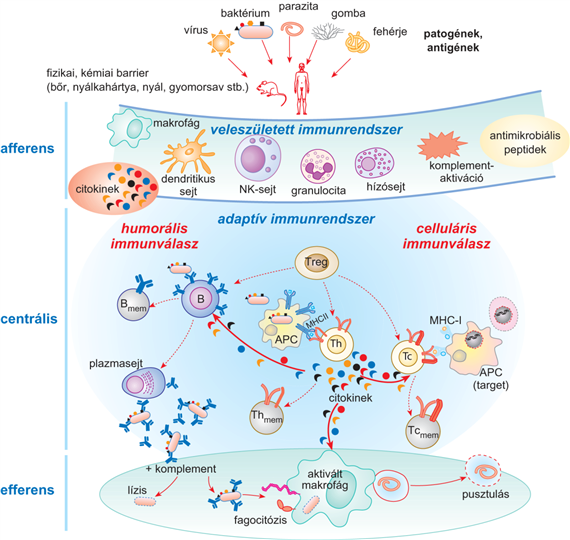 baktérium
parazita
gomba
vírus
fehérje
patogének,
antigének
fizikai, kémiai barrier
(bőr, nyálkahártya, nyál, gyomorsav stb.)
afferens
makrofág
veleszületett immunrendszer
antimikrobiális
peptidek
citokinek
dendritikus
sejt
NK-sejt
granulocita
hízósejt
komplement-
aktiváció
humorális
immunválasz
adaptív immunrendszer
celluláris
immunválasz
centrális
Treg
B
Bmem
APC
MHCII
Th
Tc
MHC-I
APC
(target)
plazmasejt
citokinek
Thmem
Tcmem
efferens
+ komplement
lízis
fagocitózis
aktivált
makrofág
pusztulás